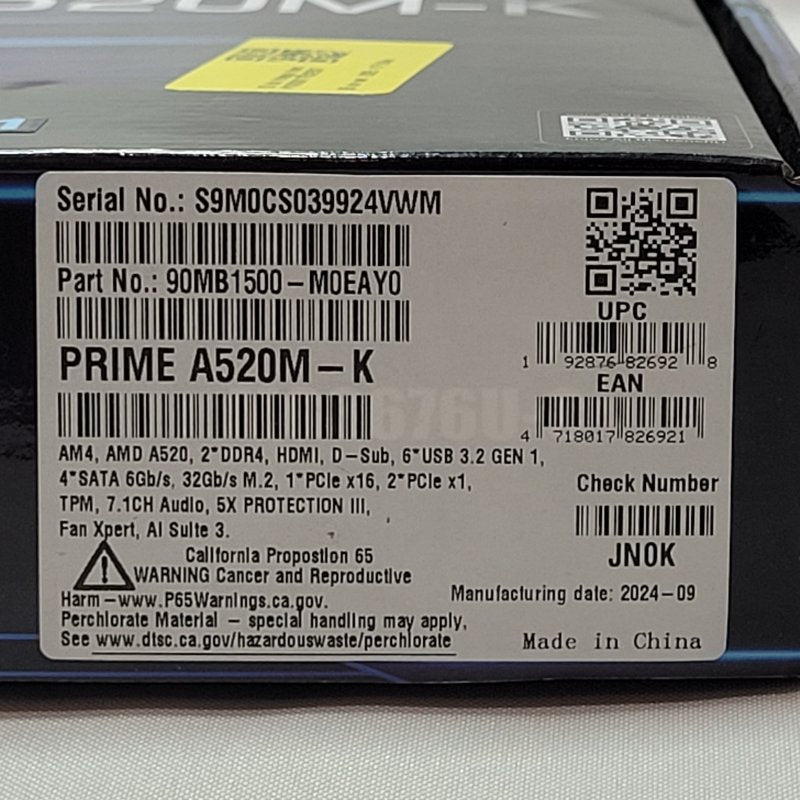 520M-K
Serial No.: S9M0CS039924VWM
Part No.: 90MB1500-M0EAY0
PRIME A520M-K
AM4, AMD A520, 2*DDR4, HDMI, D-Sub, 6*USB 3.2 GEN 1,
4*SATA 6Gb/s, 32Gb/s M.2, 1*PCIe x16, 2*PCIe x1,
TPM, 7.1CH Audio, 5X PROTECTION III,
Fan Xpert, AI Suite 3.
California Propostion 65
WARNING Cancer and Reproductive
Harm-www.P65Warnings.ca.gov.
Perchlorate Material - special handling may apply,
See www.dtsc.ca.gov/hazardouswaste/perchlorate
UPC
1 92876 82692 8
EAN
4 718017 826921
Check Number
JN0K
Manufacturing date: 2024-09
Made in China